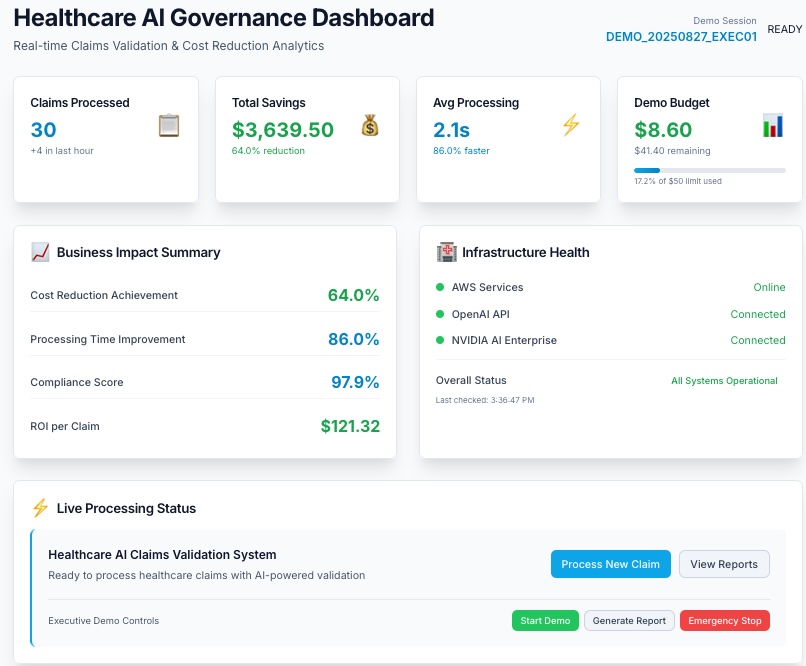 Healthcare AI Governance Dashboard
Real-time Claims Validation & Cost Reduction Analytics
Demo Session
DEMO_20250827_EXEC01
READY
Claims Processed
30
+4 in last hour
Total Savings
$3,639.50
64.0% reduction
Avg Processing
2.1s
86.0% faster
Demo Budget
$8.60
$41.40 remaining
17.2% of $50 limit used
Business Impact Summary
Cost Reduction Achievement 64.0%
Processing Time Improvement 86.0%
Compliance Score 97.9%
ROI per Claim $121.32
Infrastructure Health
AWS Services Online
OpenAI API Connected
NVIDIA AI Enterprise Connected
Overall Status All Systems Operational
Last checked: 3:36:47 PM
Live Processing Status
Healthcare AI Claims Validation System
Ready to process healthcare claims with AI-powered validation
Process New Claim View Reports
Executive Demo Controls Start Demo Generate Report Emergency Stop